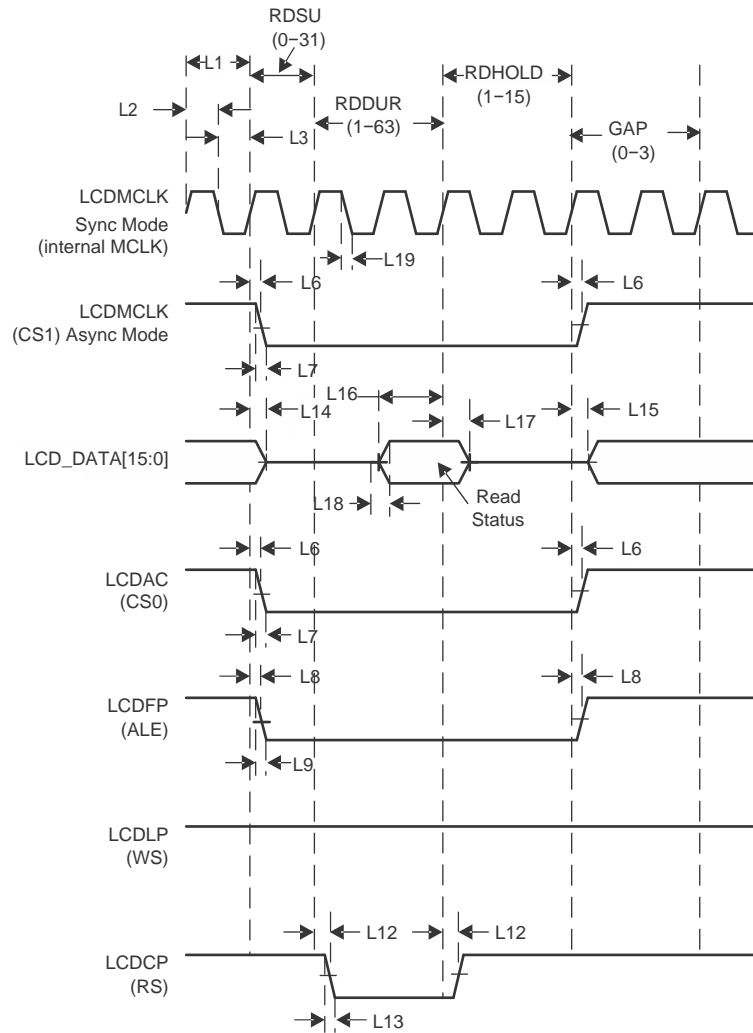 RDSU
(0−31)
L1
RDHOLD
(1−15)
L2
RDDUR
(1−63)
GAP
(0−3)
L3
LCDMCLK
Sync Mode
(internal MCLK)
L19
L6
L6
LCDMCLK
(CS1) Async Mode
L7
L16
L14
L17
L15
LCD_DATA[15:0]
L18
Read
Status
L6
L6
LCDAC
(CS0)
L7
L8
L8
LCDFP
(ALE)
L9
LCDLP
(WS)
L12
L12
LCDCP
(RS)
L13